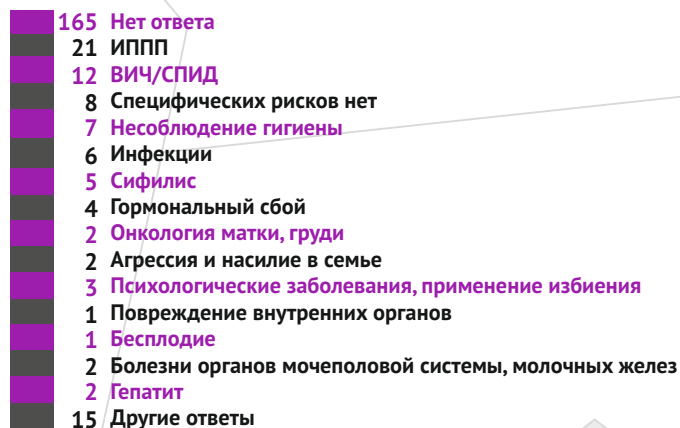 165 Нет ответа
21 ИППП
12 ВИЧ/СПИД
8 Специфических рисков нет
7 Несоблюдение гигиены
6 Инфекции
5 Сифилис
4 Гормональный сбой
2 Онкология матки, груди
2 Агрессия и насилие в семье
3 Психологические заболевания, применение избиения
1 Повреждение внутренних органов
1 Бесплодие
2 Болезни органов мочеполовой системы, молочных желез
2 Гепатит
15 Другие ответы